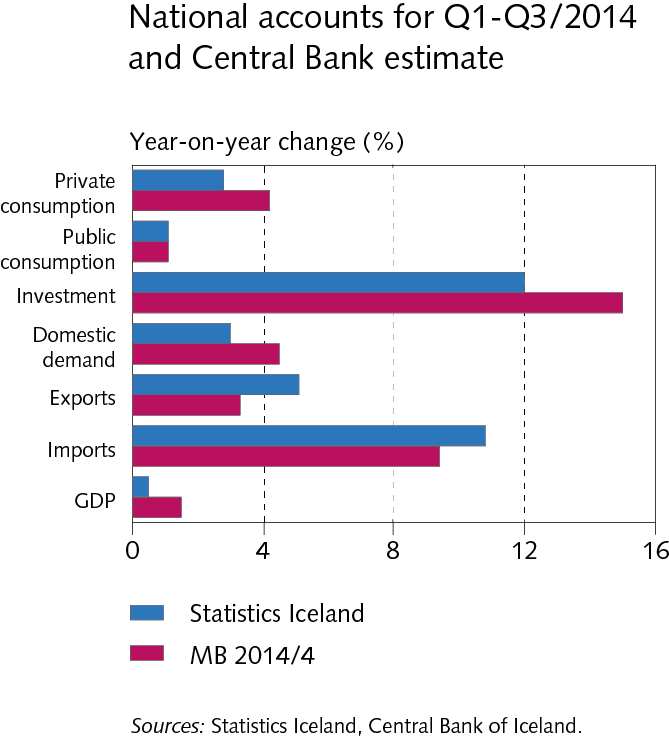 National accounts for Q1-Q3/2014
and Central Bank estimate
Year-on-year change (%)
Private
consumption
Public
consumption
Investment
Domestic
demand
Exports
Imports
GDP
0 4 8 12 16
Statistics Iceland
MB 2014/4
Sources: Statistics Iceland, Central Bank of Iceland.